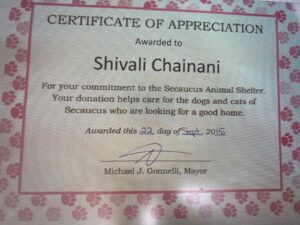 CERTIFICATE OF APPRECIATION
Awarded to
Shivali Chainani
For your commitment to the Secaucus Animal Shelter.
Your donation helps care for the dogs and cats of
Secaucus who are looking for a good home.
Awarded this 22 day of Sept. 2015
Michael J. Gonnelli, Mayor